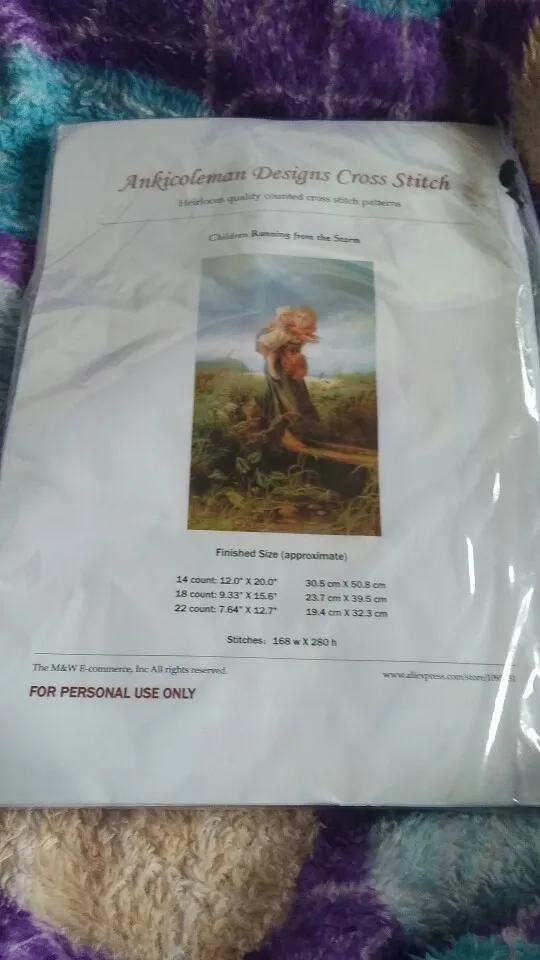 Ankicoleman Designs Cross Stitch
Heirloom quality counted cross stitch patterns
Children Running from the Storm
Finished Size (approximate)
14 count: 12.0" X 20.0" 30.5 cm X 50.8 cm
18 count: 9.33" X 15.6" 23.7 cm X 39.5 cm
22 count: 7.64" X 12.7" 19.4 cm X 32.3 cm
Stitches: 168 w X 280 h
The M&W E-commerce, Inc All rights reserved.
FOR PERSONAL USE ONLY